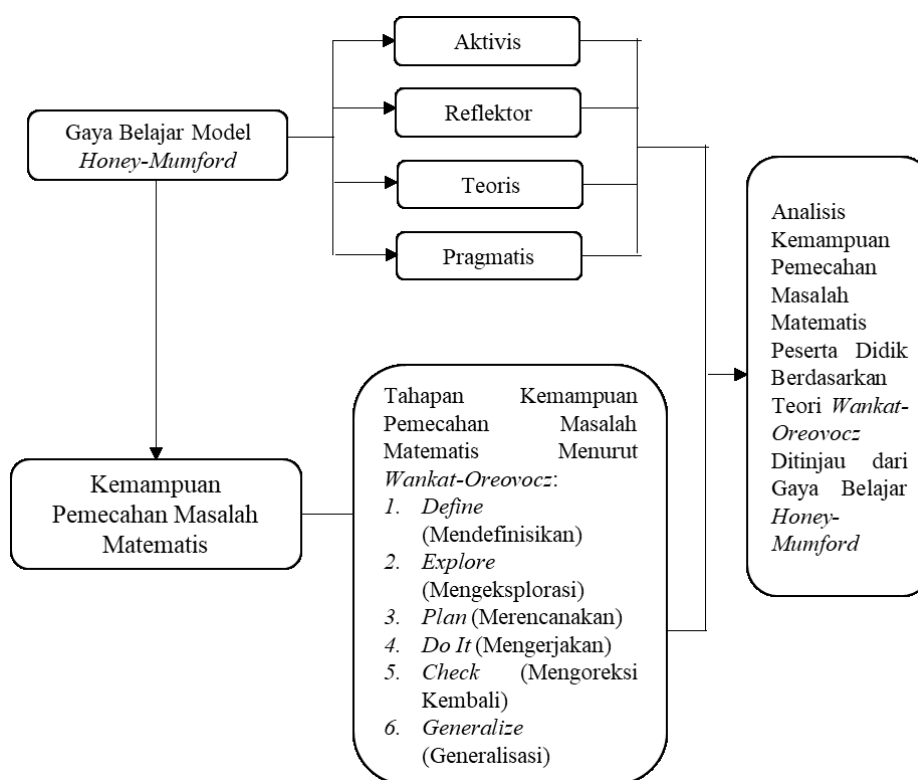 Aktivis
Reflektor
Gaya Belajar Model
Honey-Mumford
Teoris
Pragmatis
Analisis
Kemampuan
Pemecahan
Masalah
Matematis
Peserta Didik
Berdasarkan
Teori Wankat-
Oreovocz
Ditinjau dari
Gaya Belajar
Honey-
Mumford
Kemampuan
Pemecahan Masalah
Matematis
Tahapan Kemampuan
Pemecahan Masalah
Matematis Menurut
Wankat-Oreovocz:
1. Define
(Mendefinisikan)
2. Explore
(Mengeksplorasi)
3. Plan (Merencanakan)
4. Do It (Mengerjakan)
5. Check (Mengoreksi
Kembali)
6. Generalize
(Generalisasi)